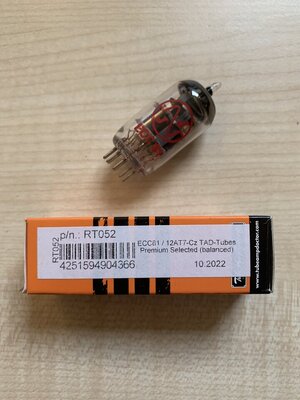 p/n.: RT052
RT052
ECC81 / 12AT7-Cz TAD-Tubes
Premium Selected (balanced)
4251594904366
10.2022
www.tubeampdoctor.com